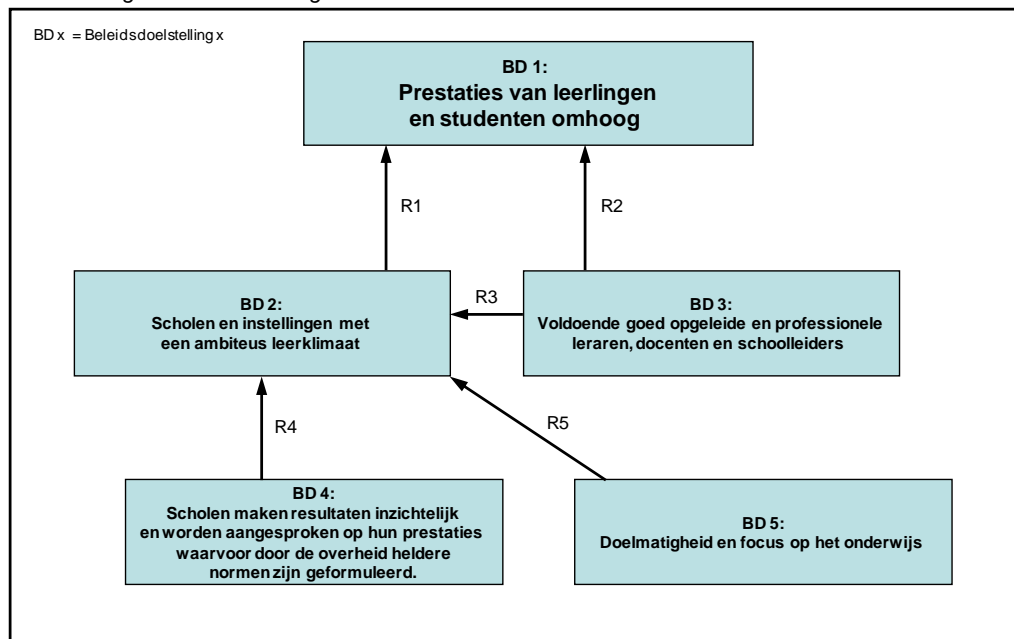 BD x = Beleidsdoelstelling x
BD 1:
Prestaties van leerlingen
en studenten omhoog
R1
R2
BD 2:
Scholen en instellingen met
een ambiteus leerklimaat
R3
BD 3:
Voldoende goed opgeleide en professionele
leraren, docenten en schoolleiders
R4
R5
BD 4:
Scholen maken resultaten inzichtelijk
en worden aangesproken op hun prestaties
waarvoor door de overheid heldere
normen zijn geformuleerd.
BD 5:
Doelmatigheid en focus op het onderwijs